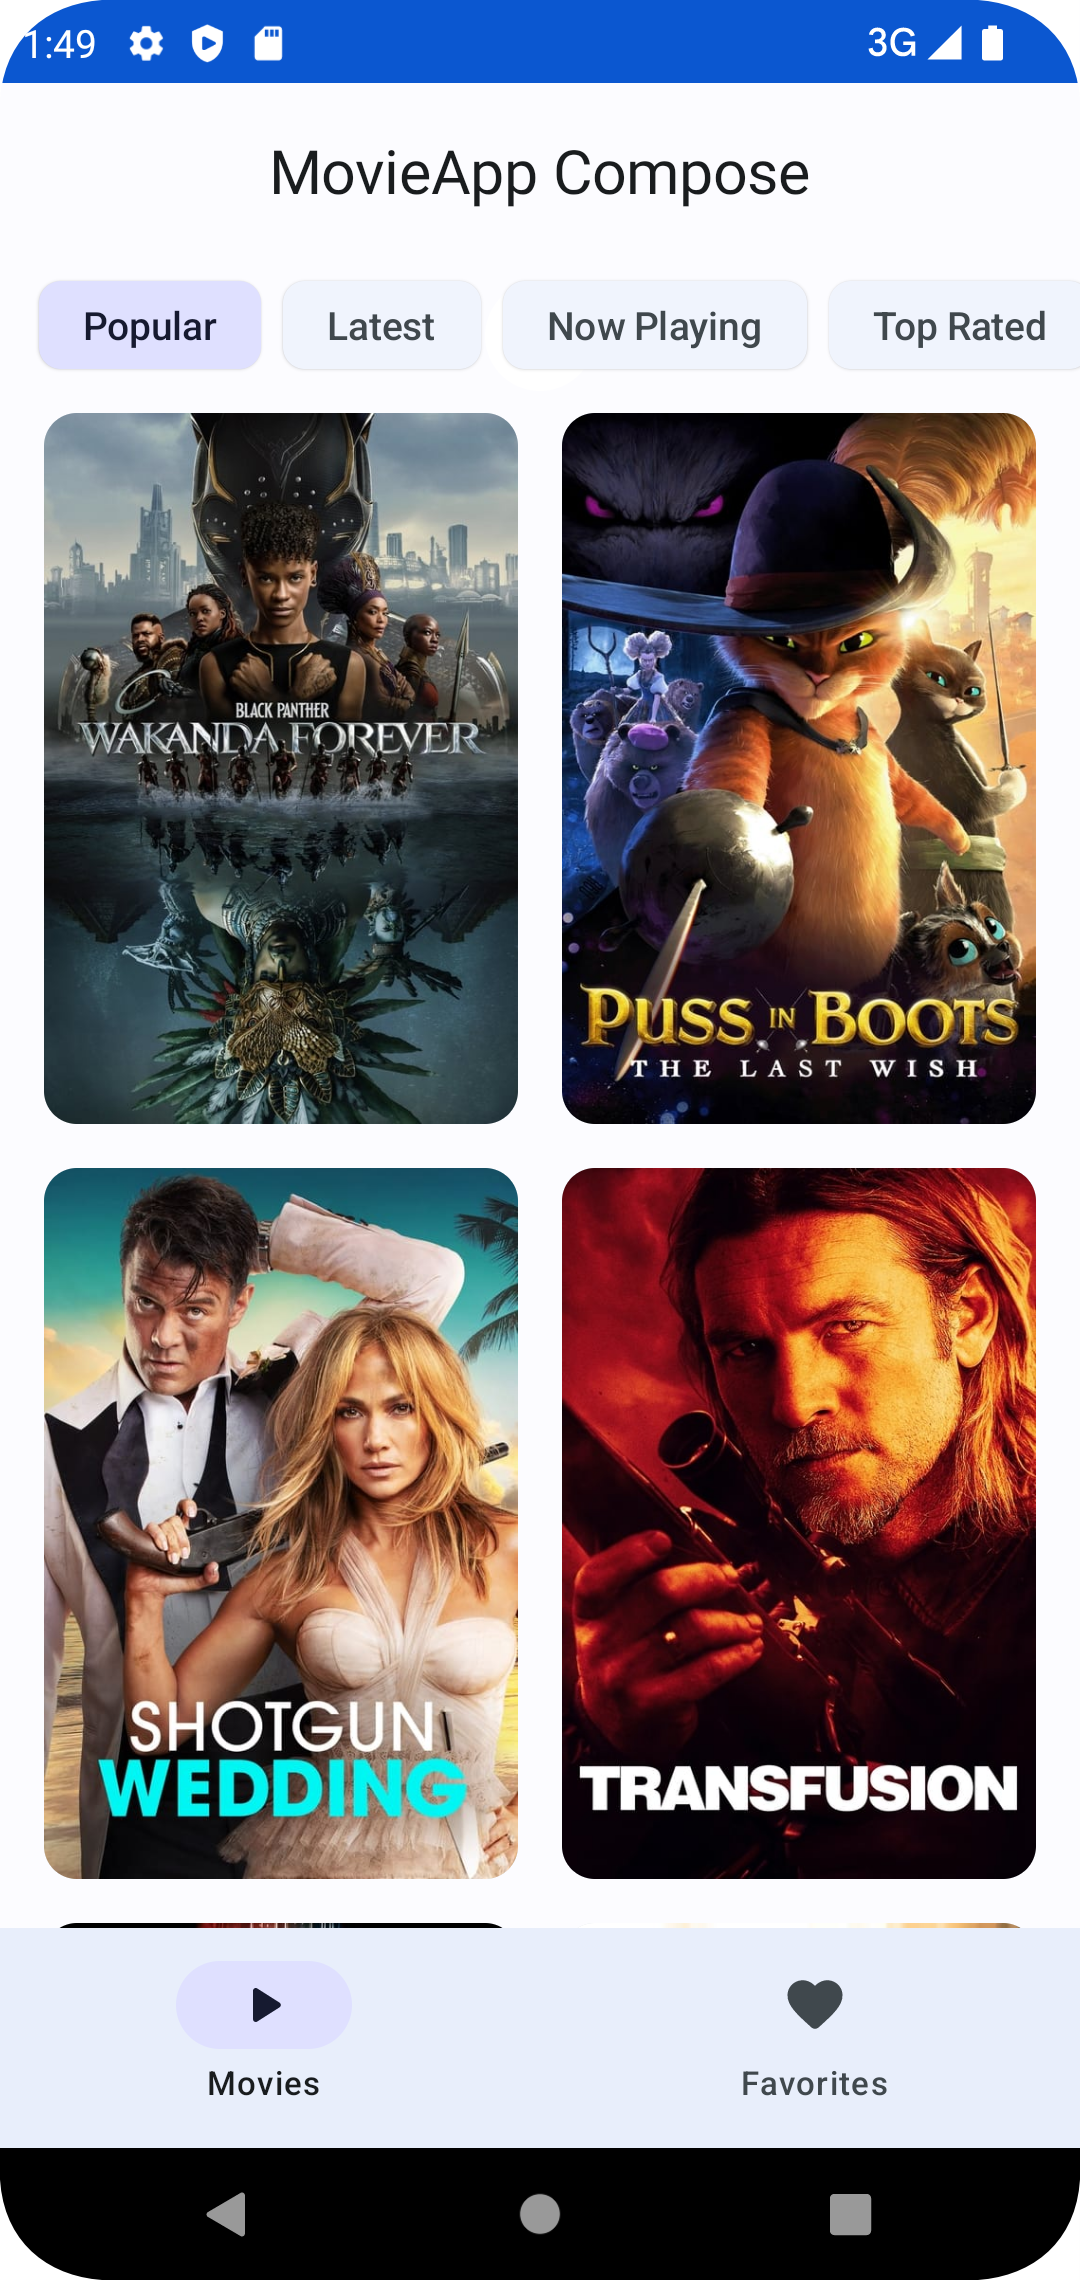 1:49
3G
MovieApp Compose
Popular
Latest
Now Playing
Top Rated
BLACK PANTHER
WAKANDA FOREVER
PUSS IN BOOTS
THE LAST WISH
SHOTGUN
WEDDING
TRANSFUSION
Movies
Favorites